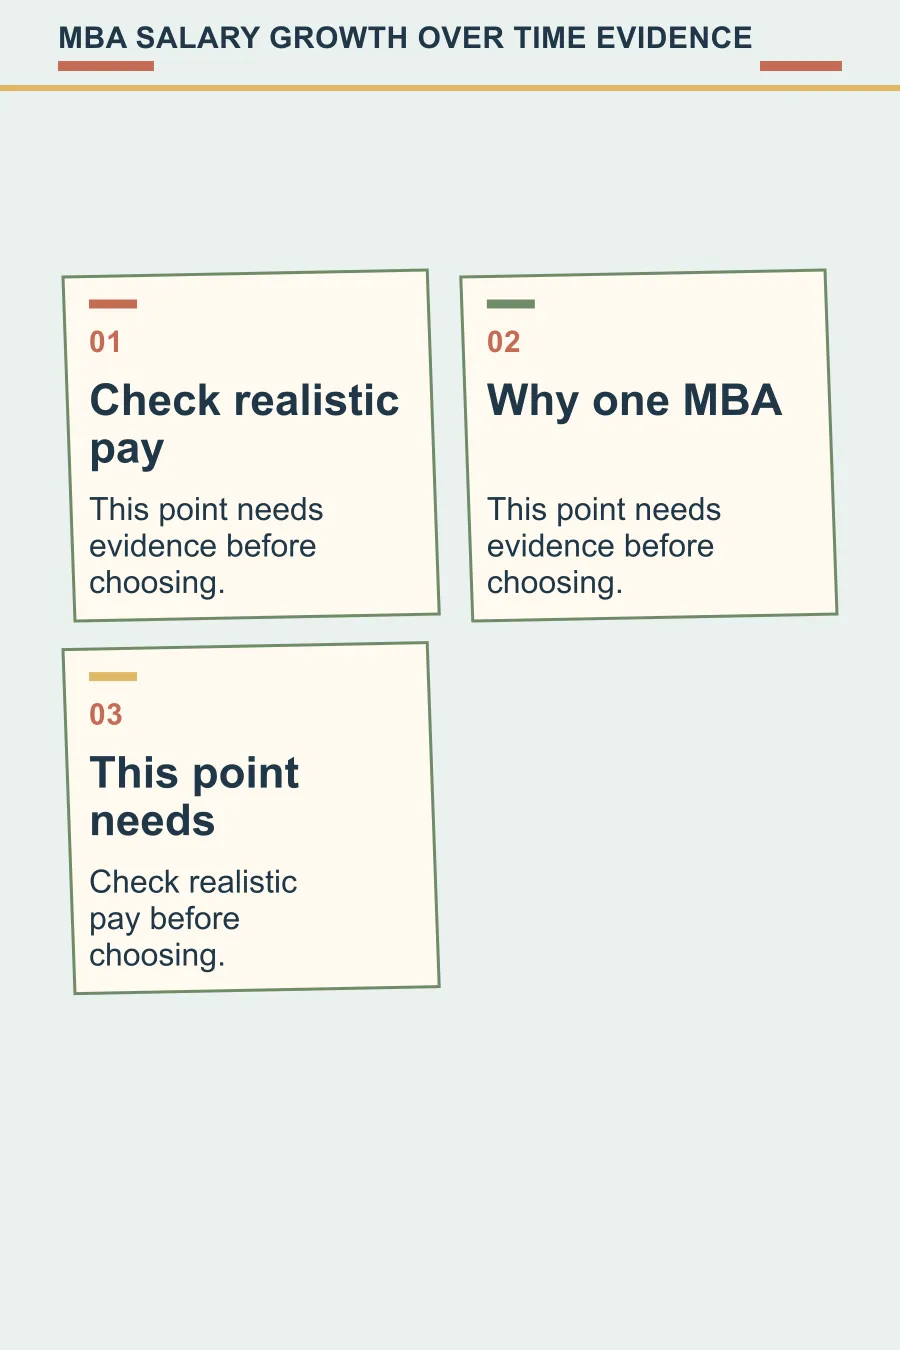 MBA SALARY GROWTH OVER TIME EVIDENCE
01
Check realistic
pay
This point needs
evidence before
choosing.
02
Why one MBA
This point needs
evidence before
choosing.
03
This point
needs
Check realistic
pay before
choosing.